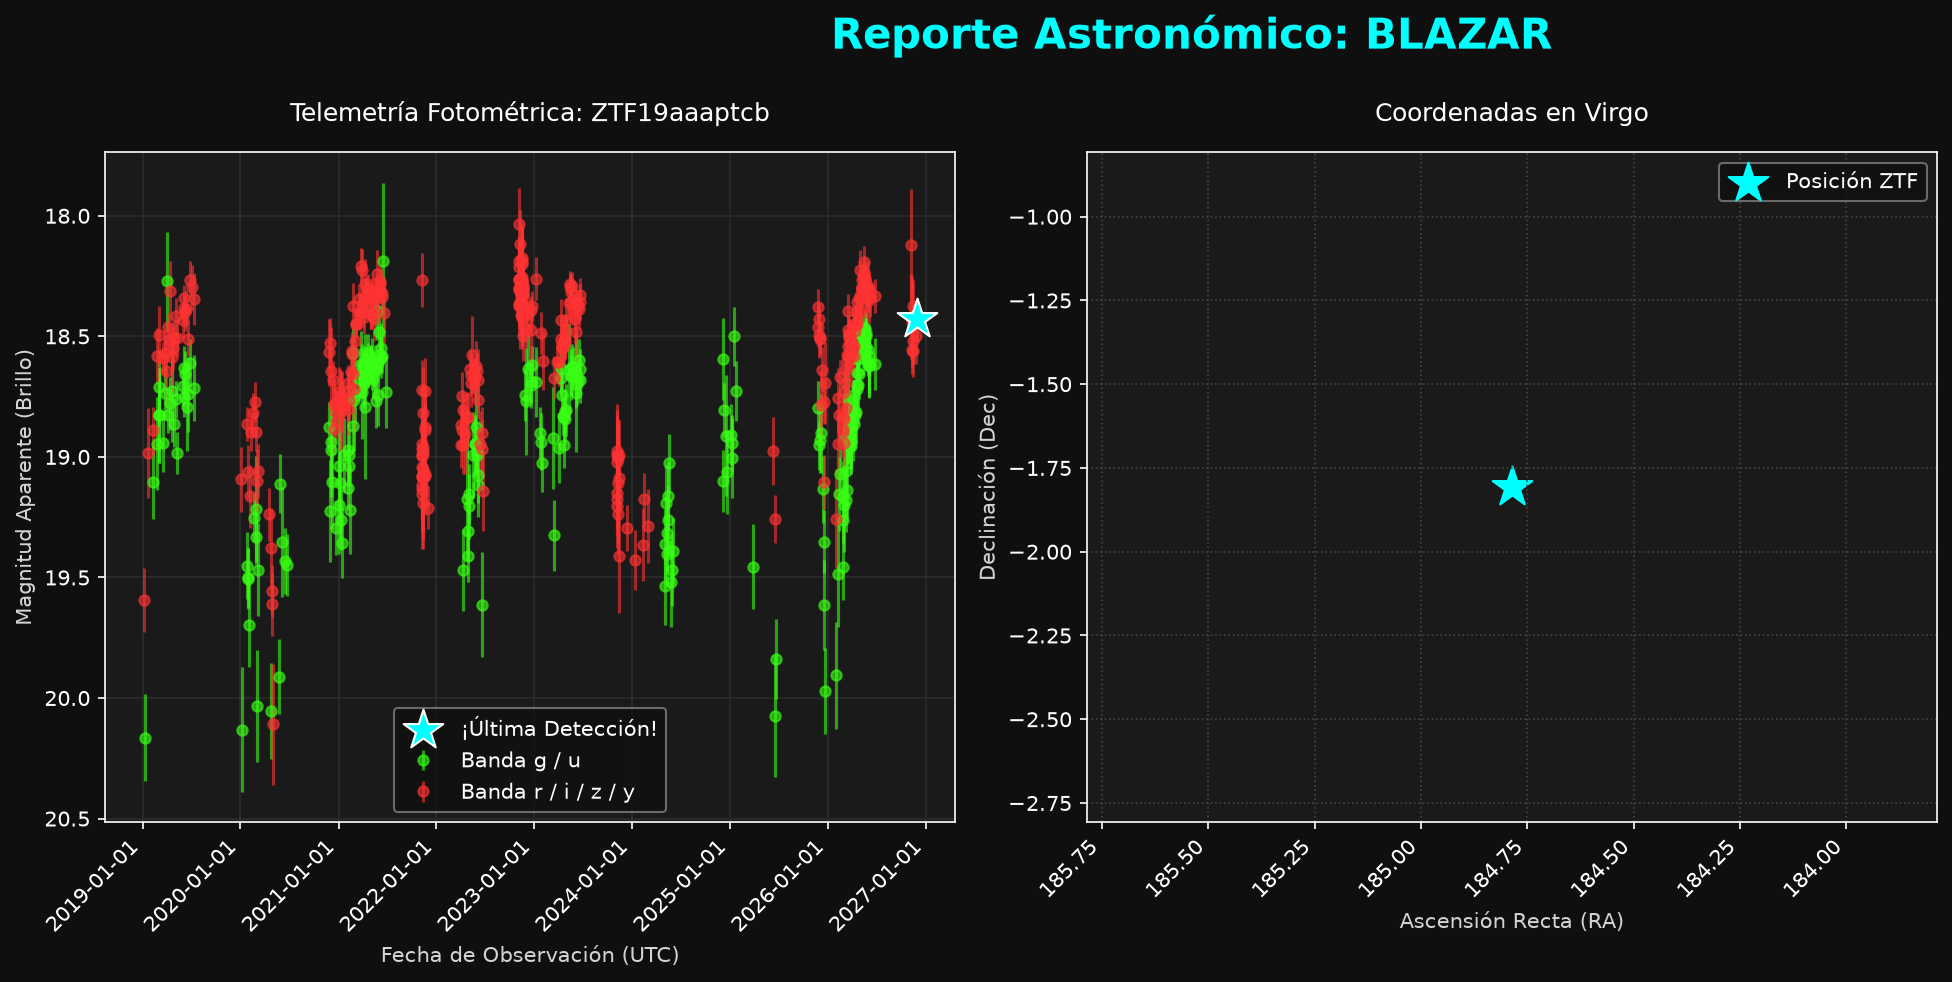 Reporte Astronómico: BLAZAR
Telemetría Fotométrica: ZTF19aaaptcb
Magnitud Aparente (Brillo)
18.0
18.5
19.0
19.5
20.0
20.5
¡Última Detección!
Banda g / u
Banda r / i / z / y
2019-01-01
2020-01-01
2021-01-01
2022-01-01
2023-01-01
2024-01-01
2025-01-01
2026-01-01
2027-01-01
Fecha de Observación (UTC)
Coordenadas en Virgo
Posición ZTF
Declinación (Dec)
−1.00
−1.25
−1.50
−1.75
−2.00
−2.25
−2.50
−2.75
185.75
185.50
185.25
185.00
184.75
184.50
184.25
184.00
Ascensión Recta (RA)